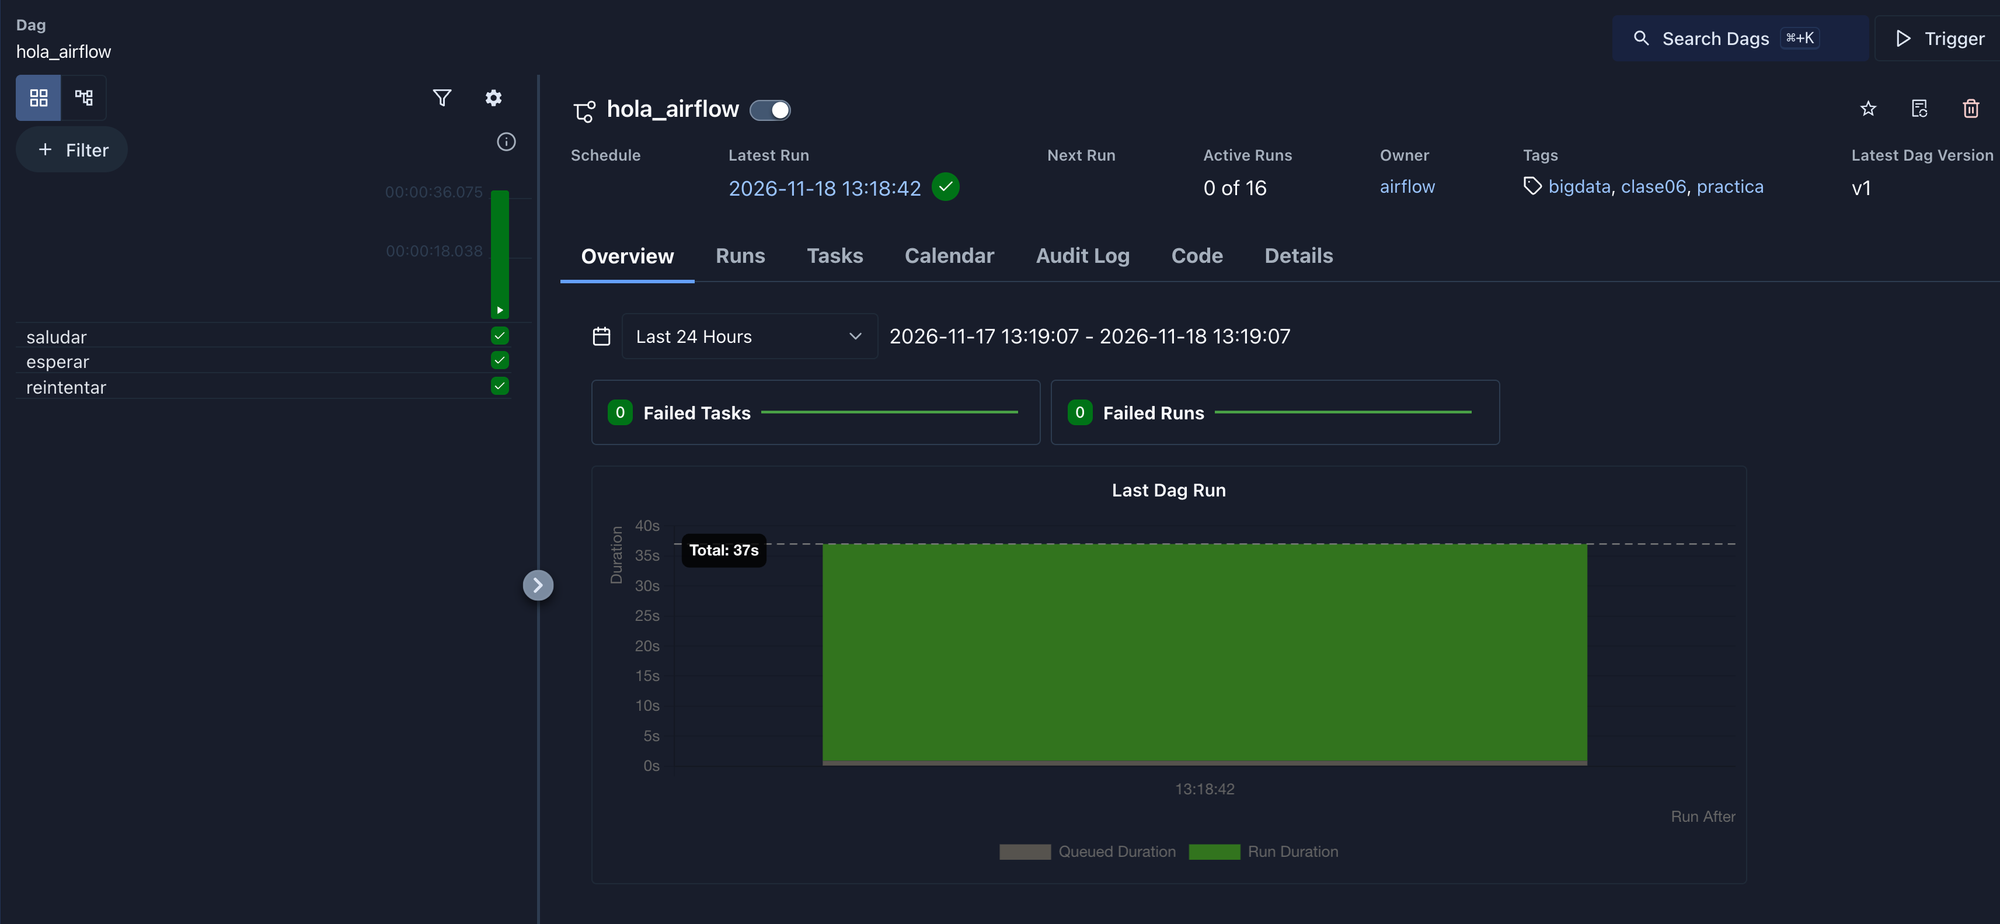 Dag
hola_airflow
Search Dags ⌘+K
Trigger
Filter
00:00:36.075
00:00:18.038
saludar
esperar
reintentar
hola_airflow
Schedule
Latest Run
2026-11-18 13:18:42
Next Run
Active Runs
0 of 16
Owner
airflow
Tags
bigdata, clase06, practica
Latest Dag Version
v1
Overview Runs Tasks Calendar Audit Log Code Details
Last 24 Hours
2026-11-17 13:19:07 - 2026-11-18 13:19:07
0 Failed Tasks
0 Failed Runs
Last Dag Run
Duration
40s
35s
30s
25s
20s
15s
10s
5s
0s
Total: 37s
13:18:42
Run After
Queued Duration
Run Duration